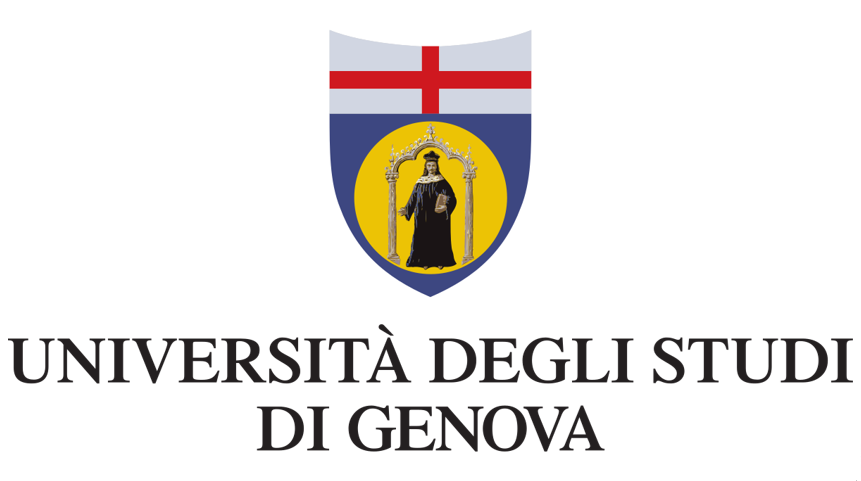 UNIVERSITÀ DEGLI STUDI
DI GENOVA